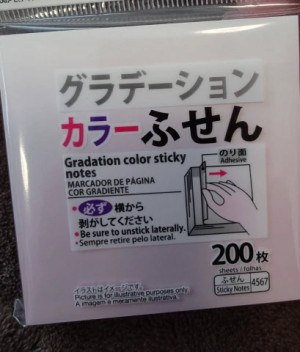 グラデーション
カラーふせん
Gradation color sticky
notes
MARCADOR DE PÁGINA
COR GRADIENTE
のり面
Adhesive
・必ず 横から
剥がしてください
• Be sure to unstick laterally.
• Sempre retire pelo lateral.
200枚
sheets / folhas
イラストはイメージです。
Picture is for illustrative purposes only.
A imagem é meramente ilustrativa.
ふせん
Sticky Notes
4567